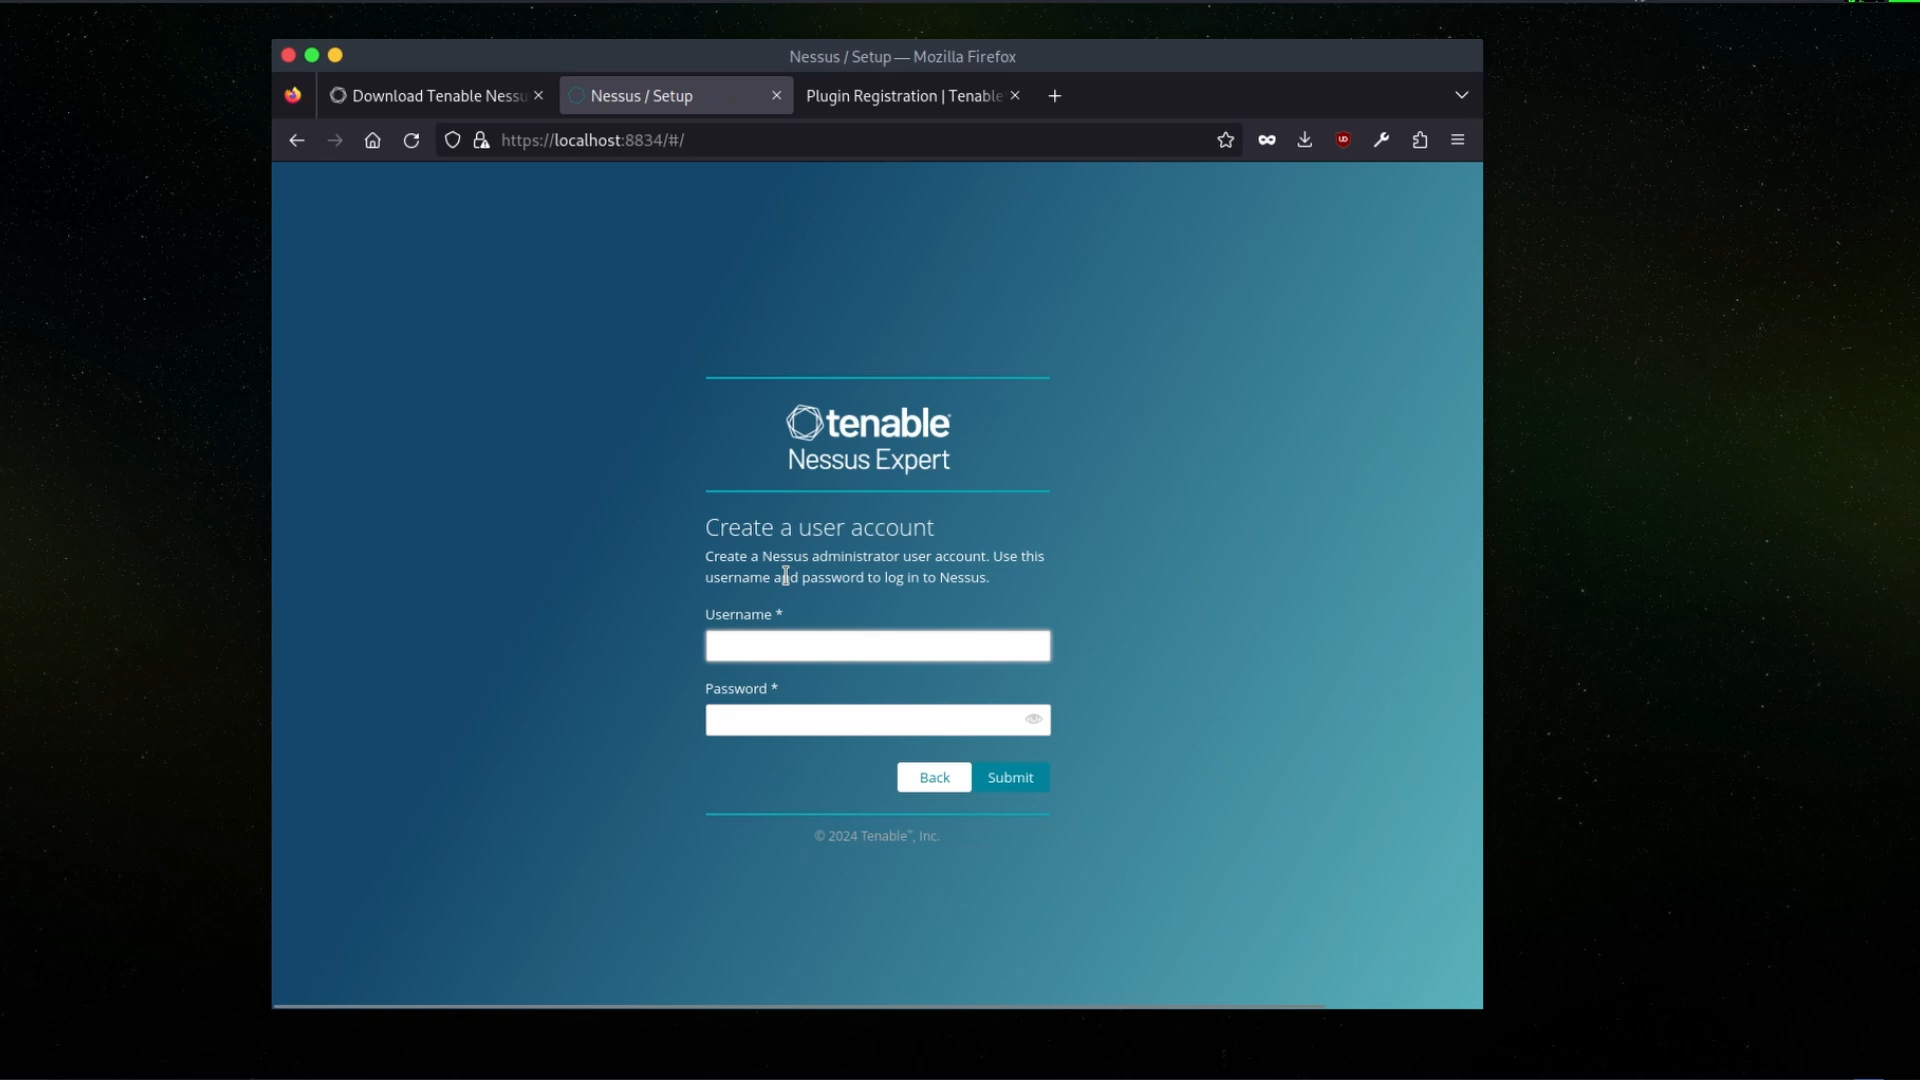 Nessus / Setup — Mozilla Firefox
Download Tenable Nessu
Nessus / Setup
Plugin Registration | Tenable
https://localhost:8834/#/
tenable
Nessus Expert
Create a user account
Create a Nessus administrator user account. Use this
username and password to log in to Nessus.
Username *
Password *
Back
Submit
© 2024 Tenable™, Inc.